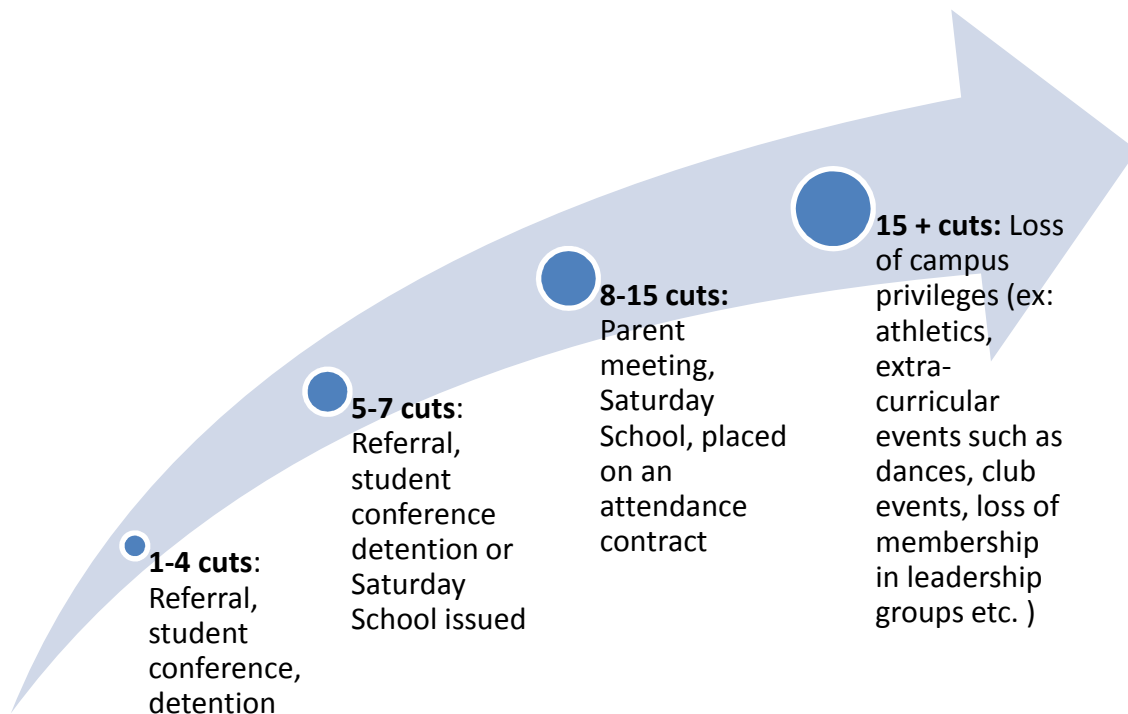 1-4 cuts:
Referral,
student
conference,
detention
5-7 cuts:
Referral,
student
conference
detention or
Saturday
School issued
8-15 cuts:
Parent
meeting,
Saturday
School, placed
on an
attendance
contract
15 + cuts: Loss
of campus
privileges (ex:
athletics,
extra-
curricular
events such as
dances, club
events, loss of
membership
in leadership
groups etc. )